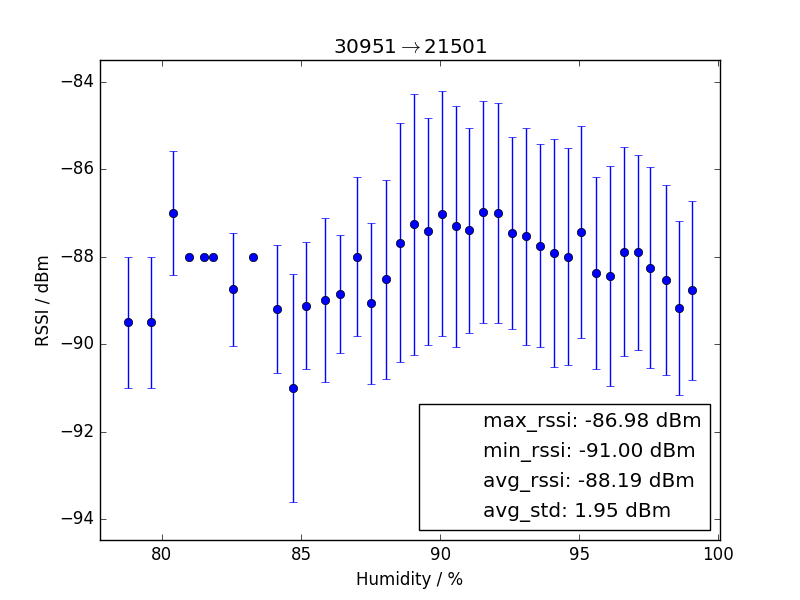 30951→21501
RSSI / dBm
−84
−86
−88
−90
−92
−94
max_rssi: -86.98 dBm
min_rssi: -91.00 dBm
avg_rssi: -88.19 dBm
avg_std: 1.95 dBm
80 85 90 95 100
Humidity / %